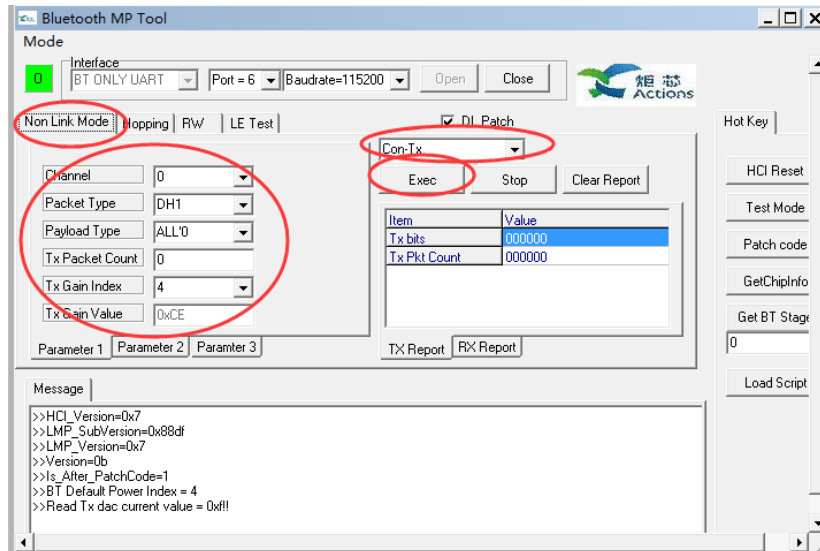 Bluetooth MP Tool
Mode
Interface
0 BT ONLY UART Port = 6 Baudrate=115200 Open Close
炬芯
Actions
Non Link Mode Hopping RW LE Test DL Patch Hot Key
Con-Tx
Channel 0 Exec Stop Clear Report HCI Reset
Packet Type DH1 Test Mode
Item Value
Payload Type ALL'0 Tx bits 000000 Patch code
Tx Packet Count 0 Tx Pkt Count 000000
Tx Gain Index 4 GetChipInfo
Tx Gain Value 0xCE Get BT Stage
Parameter 1 Parameter 2 Paramter 3 TX Report RX Report 0
Message Load Script
>>HCI_Version=0x7
>>LMP_SubVersion=0x88df
>>LMP_Version=0x7
>>Version=0b
>>Is_After_PatchCode=1
>>BT Default Power Index = 4
>>Read Tx dac current value = 0xf!!